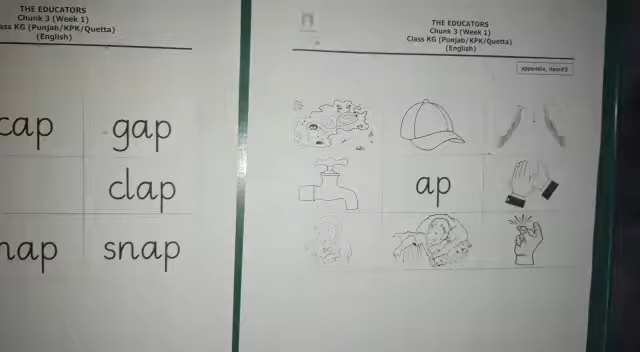 THE EDUCATORS
Chunk 3 (Week 1)
ass KG (Punjab/KPK/Quetta)
(English)
cap gap
clap
nap snap
THE EDUCATORS
Chunk 3 (Week 1)
Class KG (Punjab/KPK/Quetta)
(English)
ap